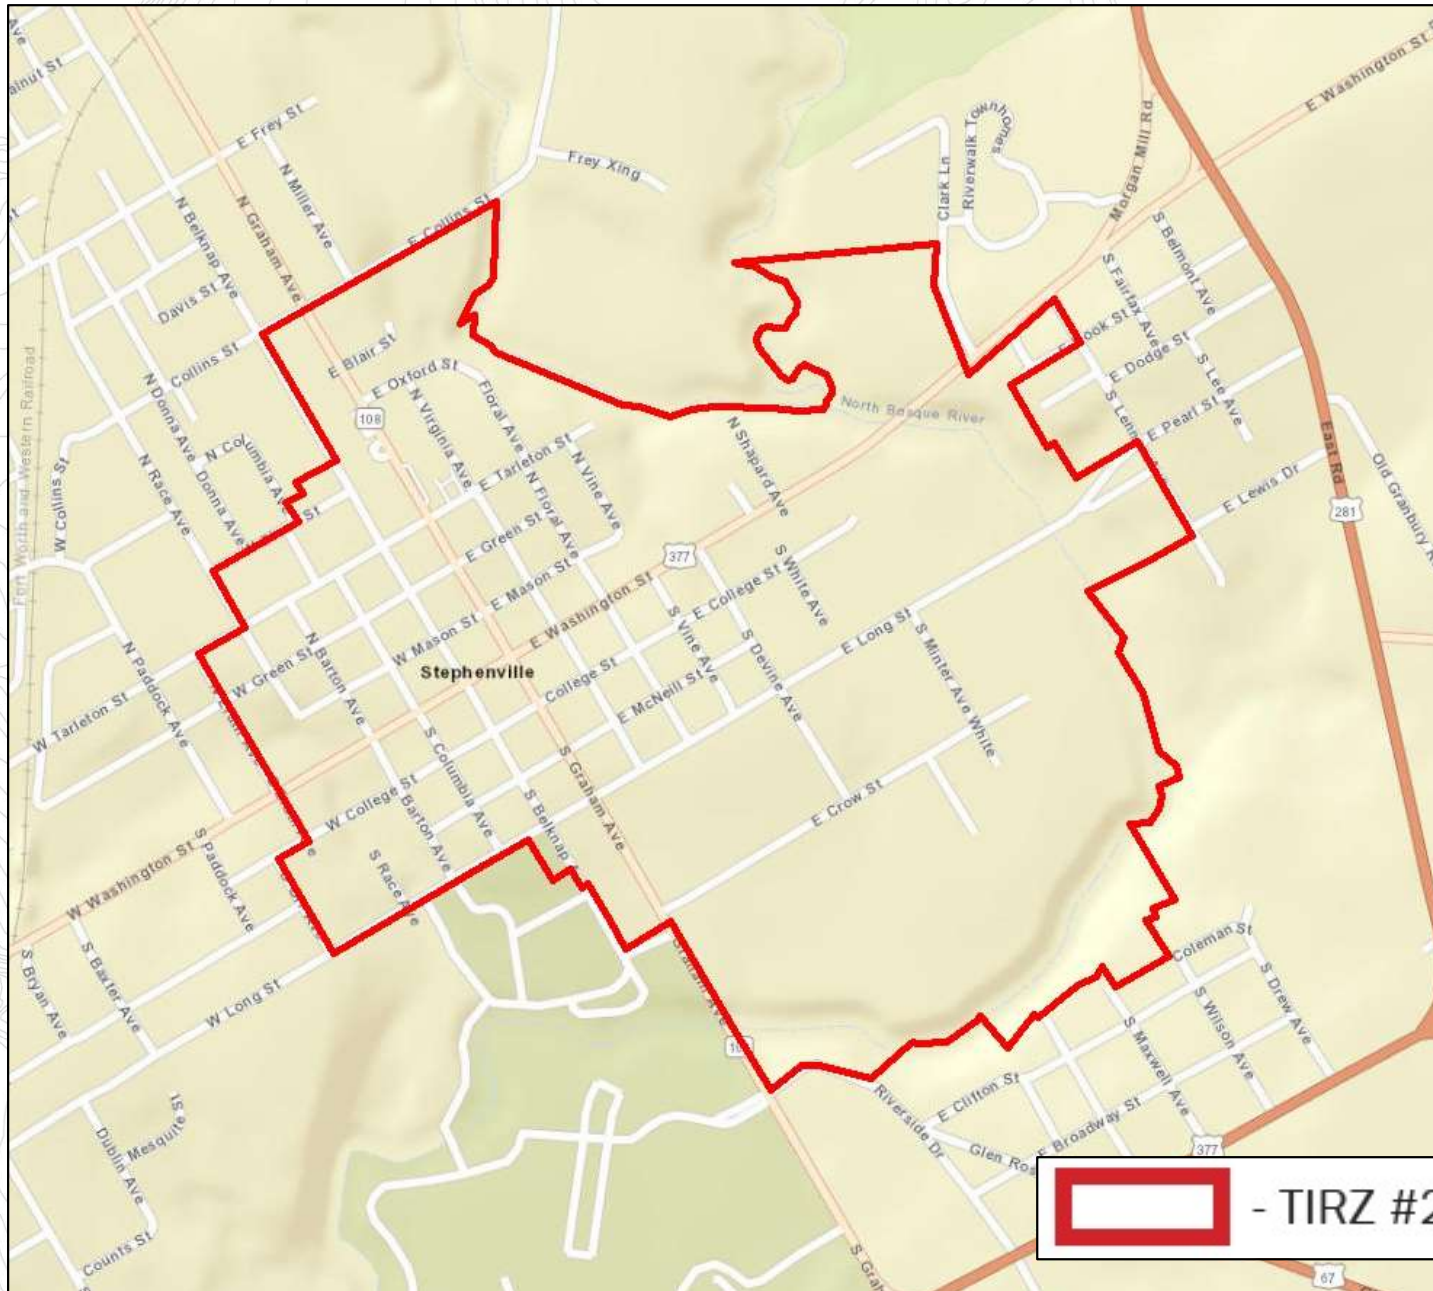 Ave
alnut St
E Frey St
N Miller Ave
N Graham Ave
N Belknap Ave
E Collins St
Frey Xing
Clark Ln
Riverwalk Townhomes
Morgan Mill Rd
E Washington St
S Belmont Ave
S Fairfax Ave
St
Davis St
Collins St
E Blair St
E Oxford St
108
N Virginia Ave
Floral Ave
N Donna Ave
E Dodge St
S Lee Ave
E Pearl St
North Bosque River
Fort Worth and Western Railroad
W Collins St
N Race Ave
Donna Ave
N Shapard Ave
E Tarleton St
N Floral Ave
N Vine Ave
East Rd
Old Granbury
E Lewis Dr
281
E Green St
E Mason St
377
E Washington St
S White Ave
E College St
S Vine Ave
S Devine Ave
E Long St
S Minter Ave
White
N Paddock Ave
W Tarleton St
W Green St
N Barton Ave
W Mason St
Stephenville
College St
E McNeill St
S Columbia Ave
S Graham Ave
E Crow St
W College St
Barton Ave
S Belknap
W Washington St
S Paddock Ave
S Race Ave
S Bryan Ave
S Baxter Ave
W Long St
Graham Ave
Coleman St
S Drew Ave
S Wilson Ave
S Maxwell Ave
Riverside Dr
E Clifton St
E Broadway St
Glen Ros
377
Mesquite St
Dublin Ave
Counts St
S Gra
67
- TIRZ #2